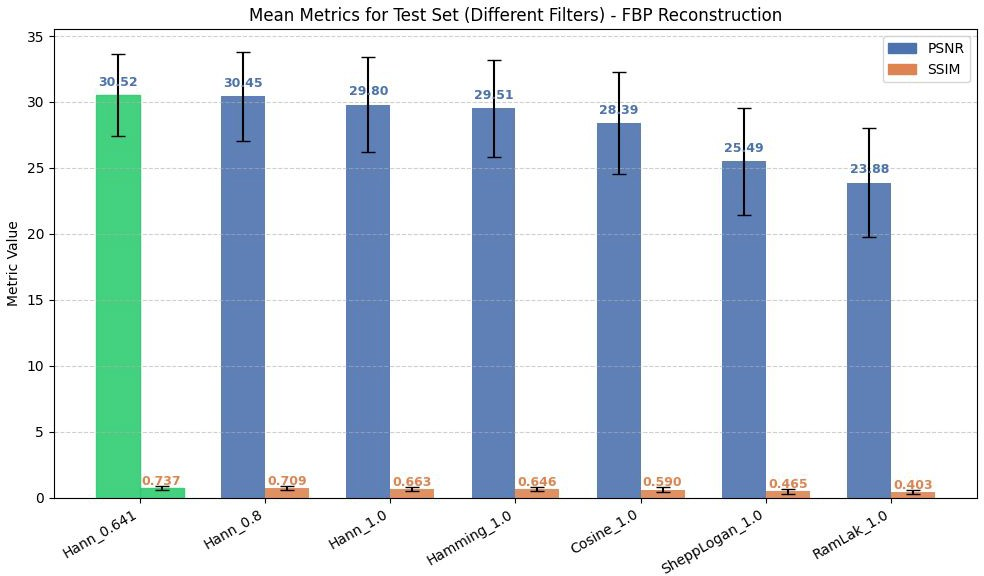 Mean Metrics for Test Set (Different Filters) - FBP Reconstruction
PSNR
SSIM
Metric Value
35
30
25
20
15
10
5
0
30.52
30.45
29.80
29.51
28.39
25.49
23.88
0.737
0.709
0.663
0.646
0.590
0.465
0.403
Hann_0.641
Hann_0.8
Hann_1.0
Hamming_1.0
Cosine_1.0
SheppLogan_1.0
RamLak_1.0